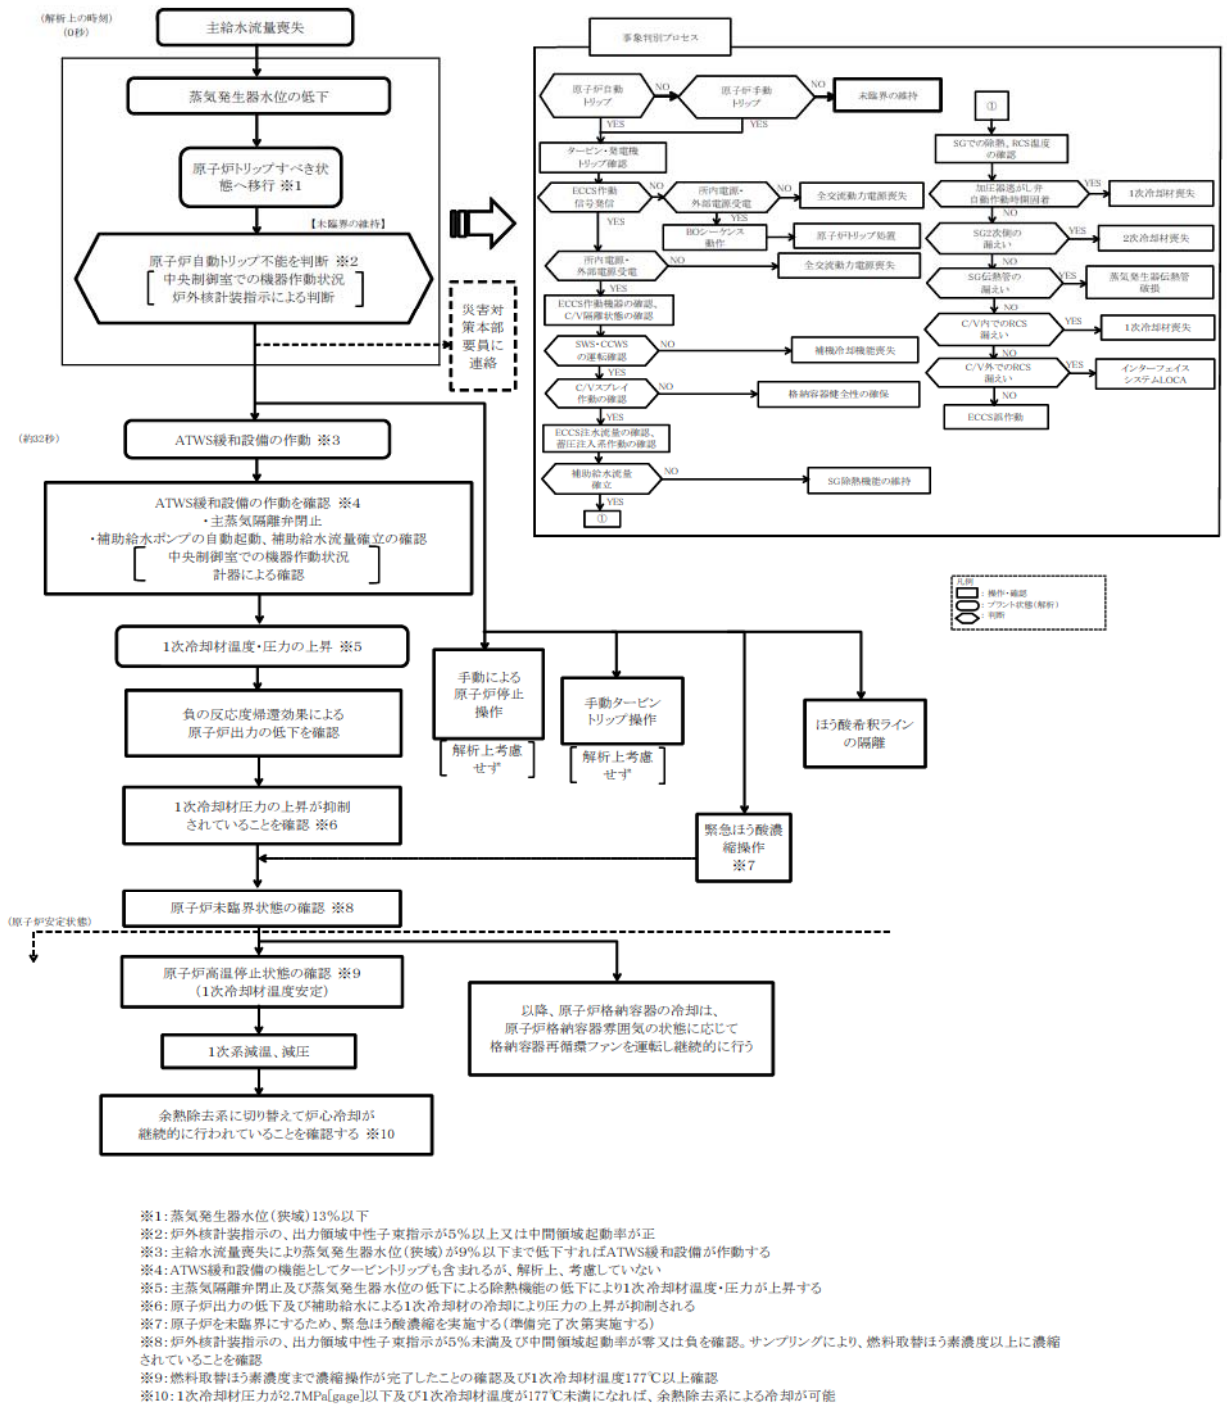 (解析上の時刻)
(0秒)
主給水流量喪失
蒸気発生器水位の低下
原子炉トリップすべき状
態へ移行 ※1
【未臨界の維持】
原子炉自動トリップ不能を判断 ※2
中央制御室での機器作動状況
炉外核計装指示による判断
災害対
策本部
要員に
連絡
(約32秒)
ATWS緩和設備の作動 ※3
ATWS緩和設備の作動を確認 ※4
・主蒸気隔離弁閉止
・補助給水ポンプの自動起動、補助給水流量確立の確認
中央制御室での機器作動状況
計器による確認
1次冷却材温度・圧力の上昇 ※5
負の反応度帰還効果による
原子炉出力の低下を確認
1次冷却材圧力の上昇が抑制
されていることを確認 ※6
原子炉未臨界状態の確認 ※8
(原子炉安定状態)
原子炉高温停止状態の確認 ※9
(1次冷却材温度安定)
1次系減温、減圧
余熱除去系に切り替えて炉心冷却が
継続的に行われていることを確認する ※10
手動による
原子炉停止
操作
解析上考慮
せず
手動タービン
トリップ操作
解析上考慮
せず
緊急ほう酸濃
縮操作
※7
ほう酸希釈ライン
の隔離
以降、原子炉格納容器の冷却は、
原子炉格納容器雰囲気の状態に応じて
格納容器再循環ファンを運転し継続的に行う
事象判別プロセス
原子炉自動
トリップ
NO
原子炉手動
トリップ
NO
未臨界の維持
YES
YES
タービン・発電機
トリップ確認
ECCS作動
信号発信
NO
所内電源・
外部電源受電
NO
全交流動力電源喪失
YES
YES
BOシーケンス
動作
原子炉トリップ処置
所内電源・
外部電源受電
NO
全交流動力電源喪失
YES
ECCS作動機器の確認、
C/V隔離状態の確認
SWS・CCWS
の運転確認
NO
補機冷却機能喪失
YES
C/Vスプレイ
作動の確認
NO
格納容器健全性の確保
YES
ECCS注水流量の確認、
蓄圧注入系作動の確認
補助給水流量
確立
NO
SG除熱機能の維持
YES
①
①
SGでの除熱、RCS温度
の確認
加圧器逃がし弁
自動作動時開固着
YES
1次冷却材喪失
NO
SG2次側の
漏えい
YES
2次冷却材喪失
NO
SG伝熱管の
漏えい
YES
蒸気発生器伝熱管
破損
NO
C/V内でのRCS
漏えい
YES
1次冷却材喪失
NO
C/V外でのRCS
漏えい
YES
インターフェイス
システムLOCA
NO
ECCS誤作動
凡例
: 操作・確認
: プラント状態(解析)
: 判断
※1:蒸気発生器水位(狭域)13%以下
※2:炉外核計装指示の、出力領域中性子束指示が5%以上又は中間領域起動率が正
※3:主給水流量喪失により蒸気発生器水位(狭域)が9%以下まで低下すればATWS緩和設備が作動する
※4:ATWS緩和設備の機能としてタービントリップも含まれるが、解析上、考慮していない
※5:主蒸気隔離弁閉止及び蒸気発生器水位の低下による除熱機能の低下により1次冷却材温度・圧力が上昇する
※6:原子炉出力の低下及び補助給水による1次冷却材の冷却により圧力の上昇が抑制される
※7:原子炉を未臨界にするため、緊急ほう酸濃縮を実施する(準備完了次第実施する)
※8:炉外核計装指示の、出力領域中性子束指示が5%未満及び中間領域起動率が零又は負を確認。サンプリングにより、燃料取替ほう素濃度以上に濃縮
されていることを確認
※9:燃料取替ほう素濃度まで濃縮操作が完了したことの確認及び1次冷却材温度177℃以上確認
※10:1次冷却材圧力が2.7MPa[gage]以下及び1次冷却材温度が177℃未満になれば、余熱除去系による冷却が可能